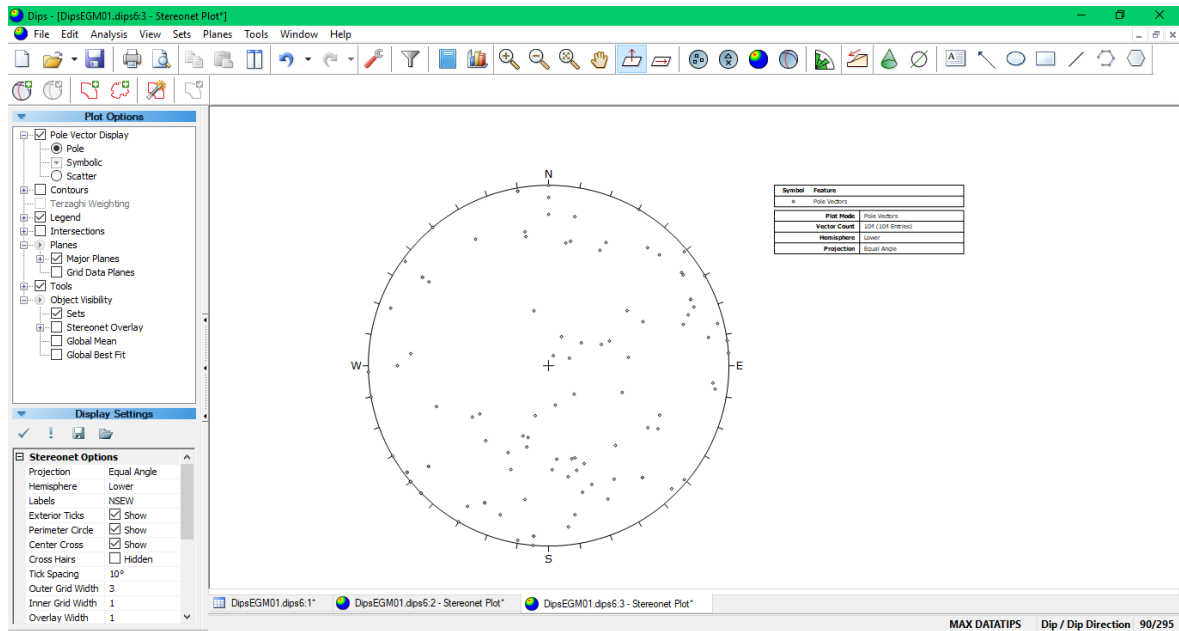 Dips - [DipsEGM01.dips6:3 - Stereonet Plot*]
File Edit Analysis View Sets Planes Tools Window Help
Plot Options
Pole Vector Display
Pole
Symbolic
Scatter
Contours
Terzaghi Weighting
Legend
Intersections
Planes
Major Planes
Grid Data Planes
Tools
Object Visibility
Sets
Stereonet Overlay
Global Mean
Global Best Fit
Display Settings
Stereonet Options
Projection Equal Angle
Hemisphere Lower
Labels NSEW
Exterior Ticks Show
Perimeter Circle Show
Center Cross Show
Cross Hairs Hidden
Tick Spacing 10°
Outer Grid Width 3
Inner Grid Width 1
Overlay Width 1
N
W
E
S
Symbol Feature
Pole Vectors
Plot Mode Pole Vectors
Vector Count 104 (104 Entries)
Hemisphere Lower
Projection Equal Angle
DipsEGM01.dips6:1* DipsEGM01.dips6:2 - Stereonet Plot* DipsEGM01.dips6:3 - Stereonet Plot*
MAX DATATIPS Dip / Dip Direction 90/295